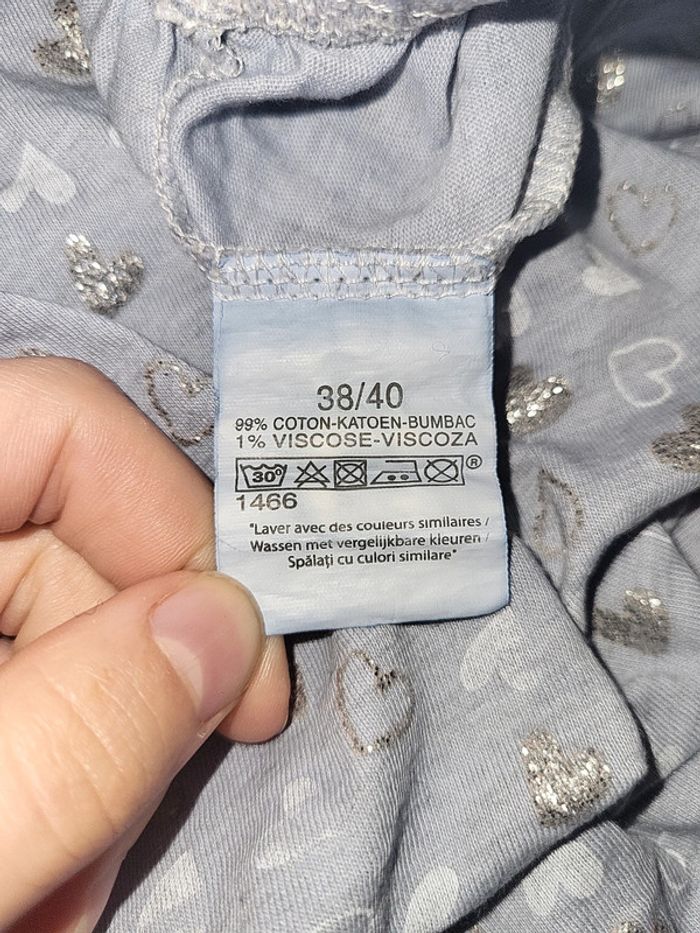 38/40
99% COTON-KATOEN-BUMBAC
1% VISCOSE-VISCOZA
30° ®
1466
"Laver avec des couleurs similaires /
Wassen met vergelijkbare kleuren /
Spălați cu culori similare"